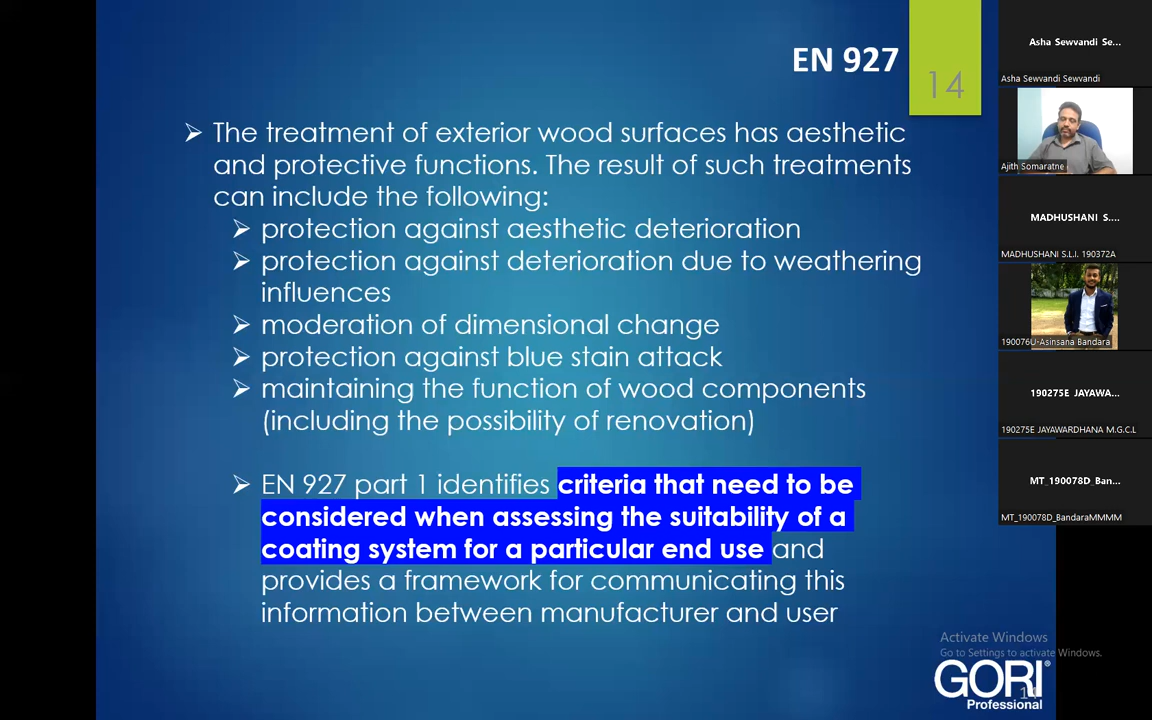 EN 927
14
➢ The treatment of exterior wood surfaces has aesthetic
and protective functions. The result of such treatments
can include the following:
➢ protection against aesthetic deterioration
➢ protection against deterioration due to weathering
influences
➢ moderation of dimensional change
➢ protection against blue stain attack
➢ maintaining the function of wood components
(including the possibility of renovation)
➢ EN 927 part 1 identifies criteria that need to be
considered when assessing the suitability of a
coating system for a particular end use and
provides a framework for communicating this
information between manufacturer and user
Activate Windows
Go to Settings to activate Windows.
GORI®
Professional
Asha Sewvandi Se...
Asha Sewvandi Sewvandi
Ajith Somaratne
MADHUSHANI S....
MADHUSHANI S.L.I. 190372A
190076U-Asinsana Bandara
190275E JAYAWA...
190275E JAYAWARDHANA M.G.C.L
MT_190078D_Ban...
MT_190078D_BandaraMMMM